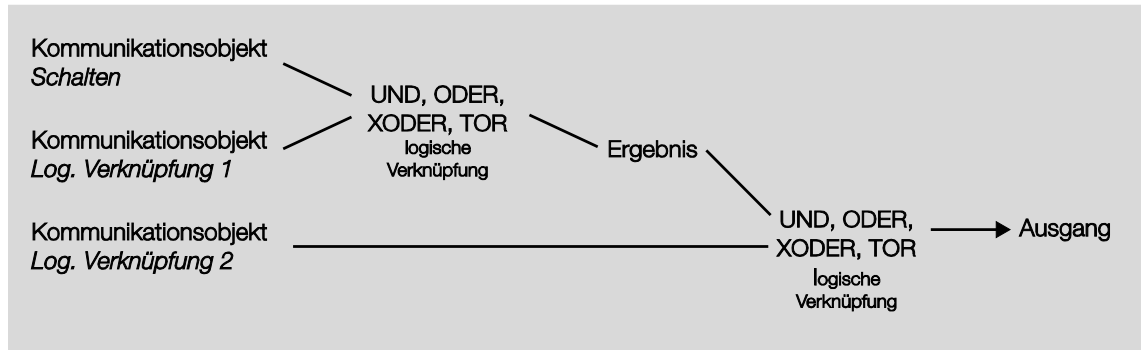 Kommunikationsobjekt
Schalten
Kommunikationsobjekt
Log. Verknüpfung 1
Kommunikationsobjekt
Log. Verknüpfung 2
UND, ODER,
XODER, TOR
logische
Verknüpfung
Ergebnis
UND, ODER,
XODER, TOR
logische
Verknüpfung
Ausgang